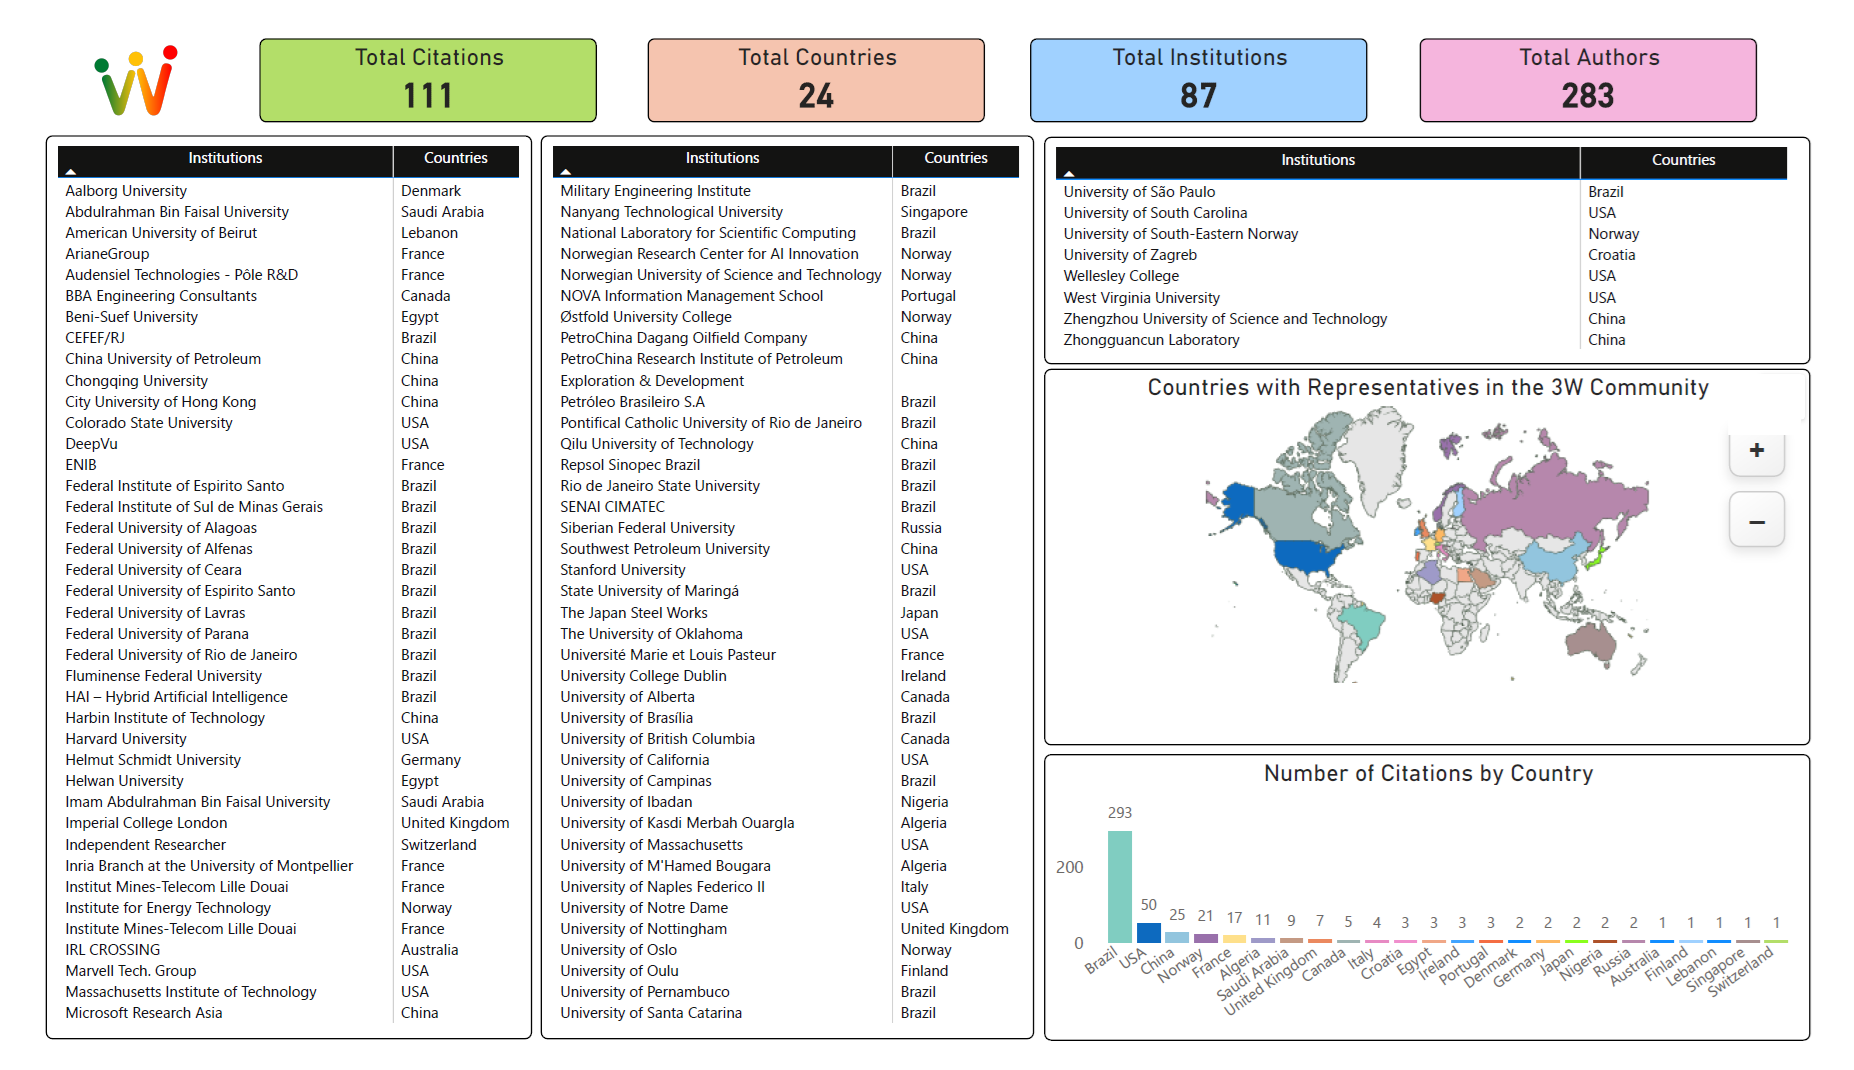 Total Citations
111
Total Countries
24
Total Institutions
87
Total Authors
283
Institutions Countries
Aalborg University Denmark
Abdulrahman Bin Faisal University Saudi Arabia
American University of Beirut Lebanon
ArianeGroup France
Audensiel Technologies - Pôle R&D France
BBA Engineering Consultants Canada
Beni-Suef University Egypt
CEFEF/RJ Brazil
China University of Petroleum China
Chongqing University China
City University of Hong Kong China
Colorado State University USA
DeepVu USA
ENIB France
Federal Institute of Espirito Santo Brazil
Federal Institute of Sul de Minas Gerais Brazil
Federal University of Alagoas Brazil
Federal University of Alfenas Brazil
Federal University of Ceara Brazil
Federal University of Espirito Santo Brazil
Federal University of Lavras Brazil
Federal University of Parana Brazil
Federal University of Rio de Janeiro Brazil
Fluminense Federal University Brazil
HAI – Hybrid Artificial Intelligence Brazil
Harbin Institute of Technology China
Harvard University USA
Helmut Schmidt University Germany
Helwan University Egypt
Imam Abdulrahman Bin Faisal University Saudi Arabia
Imperial College London United Kingdom
Independent Researcher Switzerland
Inria Branch at the University of Montpellier France
Institut Mines-Telecom Lille Douai France
Institute for Energy Technology Norway
Institute Mines-Telecom Lille Douai France
IRL CROSSING Australia
Marvell Tech. Group USA
Massachusetts Institute of Technology USA
Microsoft Research Asia China
Institutions Countries
Military Engineering Institute Brazil
Nanyang Technological University Singapore
National Laboratory for Scientific Computing Brazil
Norwegian Research Center for AI Innovation Norway
Norwegian University of Science and Technology Norway
NOVA Information Management School Portugal
Østfold University College Norway
PetroChina Dagang Oilfield Company China
PetroChina Research Institute of Petroleum China
Exploration & Development
Petróleo Brasileiro S.A Brazil
Pontifical Catholic University of Rio de Janeiro Brazil
Qilu University of Technology China
Repsol Sinopec Brazil Brazil
Rio de Janeiro State University Brazil
SENAI CIMATEC Brazil
Siberian Federal University Russia
Southwest Petroleum University China
Stanford University USA
State University of Maringá Brazil
The Japan Steel Works Japan
The University of Oklahoma USA
Université Marie et Louis Pasteur France
University College Dublin Ireland
University of Alberta Canada
University of Brasília Brazil
University of British Columbia Canada
University of California USA
University of Campinas Brazil
University of Ibadan Nigeria
University of Kasdi Merbah Ouargla Algeria
University of Massachusetts USA
University of M'Hamed Bougara Algeria
University of Naples Federico II Italy
University of Notre Dame USA
University of Nottingham United Kingdom
University of Oslo Norway
University of Oulu Finland
University of Pernambuco Brazil
University of Santa Catarina Brazil
Institutions Countries
University of São Paulo Brazil
University of South Carolina USA
University of South-Eastern Norway Norway
University of Zagreb Croatia
Wellesley College USA
West Virginia University USA
Zhengzhou University of Science and Technology China
Zhongguancun Laboratory China
Countries with Representatives in the 3W Community
+
−
Number of Citations by Country
200
0
293 50 25 21 17 11 9 7 5 4 3 3 3 3 2 2 2 2 2 1 1 1 1 1
Brazil USA China Norway France Algeria Saudi Arabia United Kingdom Canada Italy Croatia Egypt Ireland Portugal Denmark Germany Japan Nigeria Russia Australia Finland Lebanon Singapore Switzerland